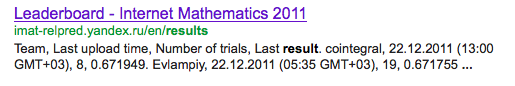 Leaderboard - Internet Mathematics 2011
imat-relpred.yandex.ru/en/results
Team, Last upload time, Number of trials, Last result. cointegral, 22.12.2011 (13:00
GMT+03), 8, 0.671949. Evlampiy, 22.12.2011 (05:35 GMT+03), 19, 0.671755 ...